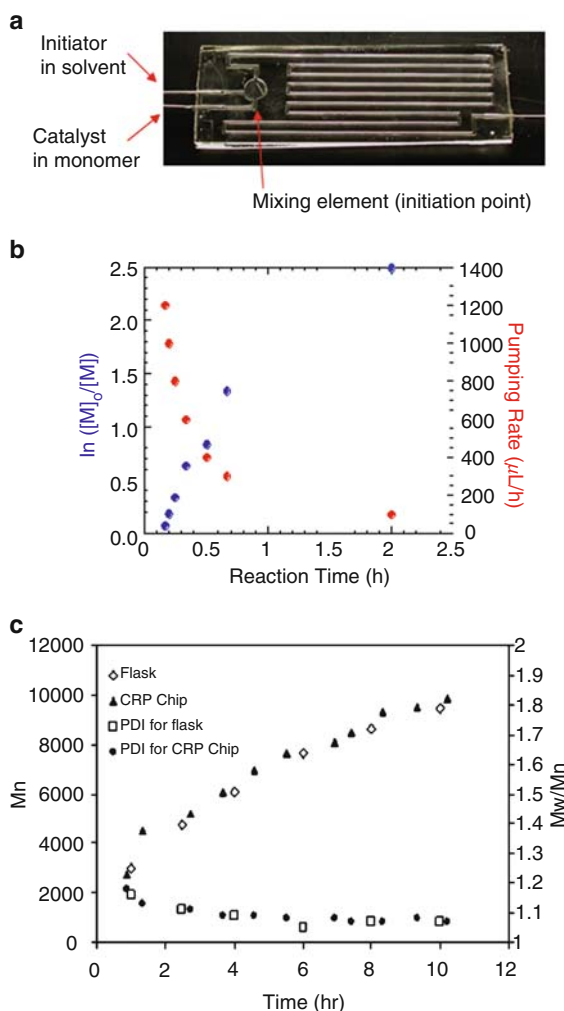 a
Initiator
in solvent
Catalyst
in monomer
Mixing element (initiation point)
b
ln ([M]o/[M])
2.5
2.0
1.5
1.0
0.5
0.0
1400
1200
1000
800
600
400
200
0
Pumping Rate (μL/h)
0 0.5 1 1.5 2 2.5
Reaction Time (h)
c
Mn
12000
10000
8000
6000
4000
2000
0
Flask
CRP Chip
PDI for flask
PDI for CRP Chip
2
1.9
1.8
1.7
1.6
1.5
1.4
1.3
1.2
1.1
1
Mw/Mn
0 2 4 6 8 10 12
Time (hr)